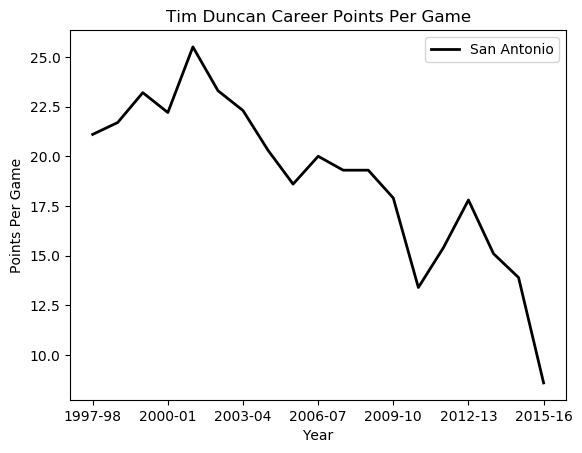 Tim Duncan Career Points Per Game
San Antonio
Points Per Game
25.0
22.5
20.0
17.5
15.0
12.5
10.0
1997-98 2000-01 2003-04 2006-07 2009-10 2012-13 2015-16
Year